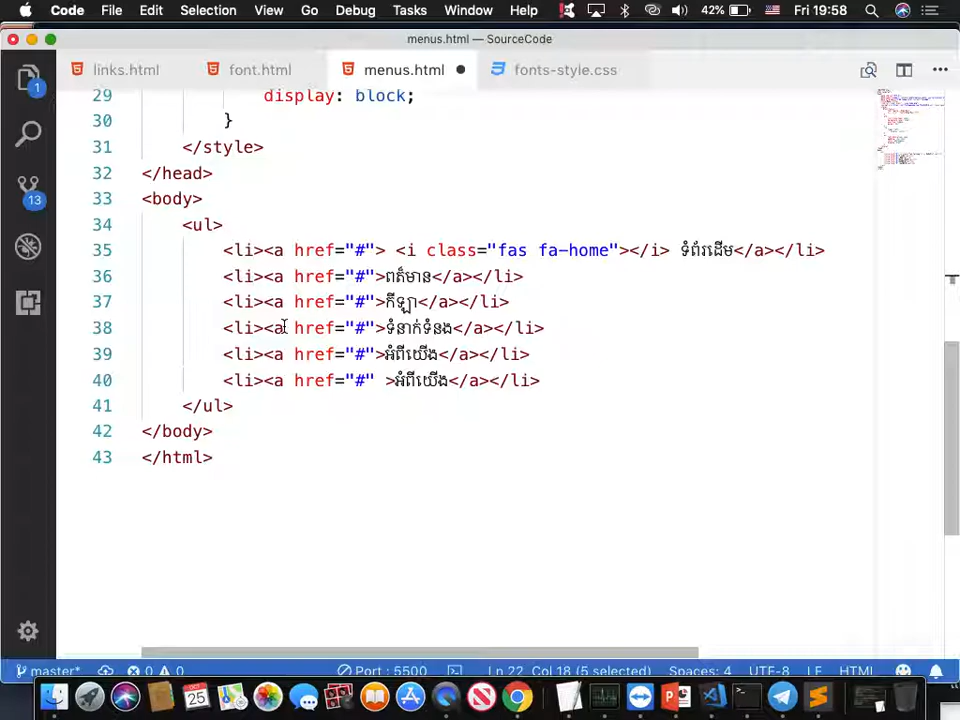 Code File Edit Selection View Go Debug Tasks Window Help 42% Fri 19:58
menus.html — SourceCode
links.html font.html menus.html fonts-style.css
29 display: block;
30 }
31 </style>
32 </head>
33 <body>
34 <ul>
35 <li><a href="#"> <i class="fas fa-home"></i> ទំព័រដើម</a></li>
36 <li><a href="#">ពត៌មាន</a></li>
37 <li><a href="#">កីឡា</a></li>
38 <li><a href="#">ទំនាក់ទំនង</a></li>
39 <li><a href="#">អំពីយើង</a></li>
40 <li><a href="#" >អំពីយើង</a></li>
41 </ul>
42 </body>
43 </html>
1
13
master* 0 0 Port : 5500 Ln 22, Col 18 (5 selected) Spaces: 4 UTF-8 LF HTML
25